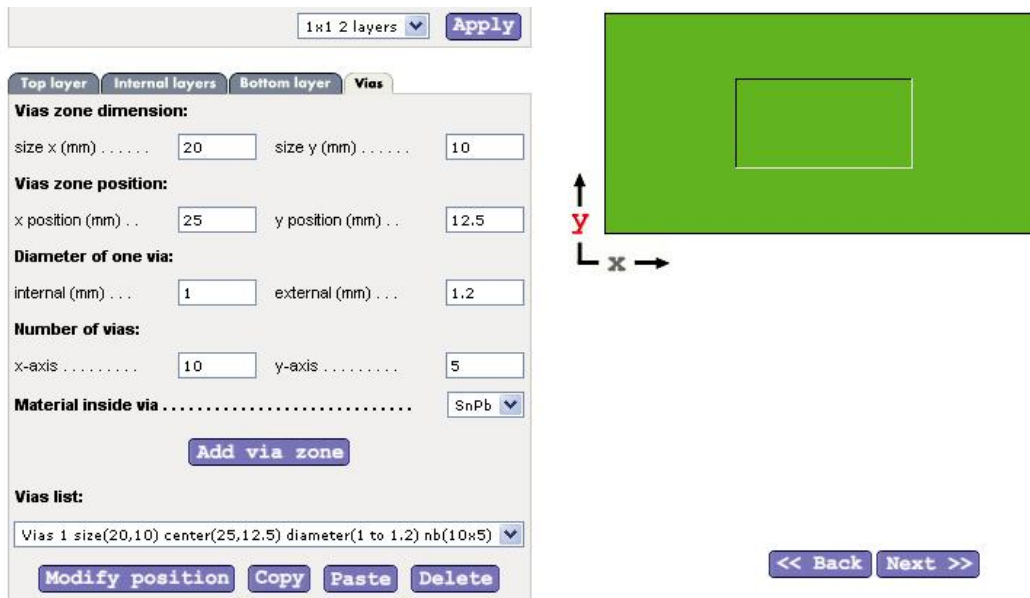 1x1 2 layers Apply
Top layer Internal layers Bottom layer Vias
Vias zone dimension:
size x (mm) ...... 20 size y (mm) ...... 10
Vias zone position:
x position (mm) .. 25 y position (mm) .. 12.5
Diameter of one via:
internal (mm) ... 1 external (mm) ... 1.2
Number of vias:
x-axis ......... 10 y-axis ......... 5
Material inside via ............................ SnPb
Add via zone
Vias list:
Vias 1 size(20,10) center(25,12.5) diameter(1 to 1.2) nb(10x5)
Modify position Copy Paste Delete
y
x
<< Back Next >>